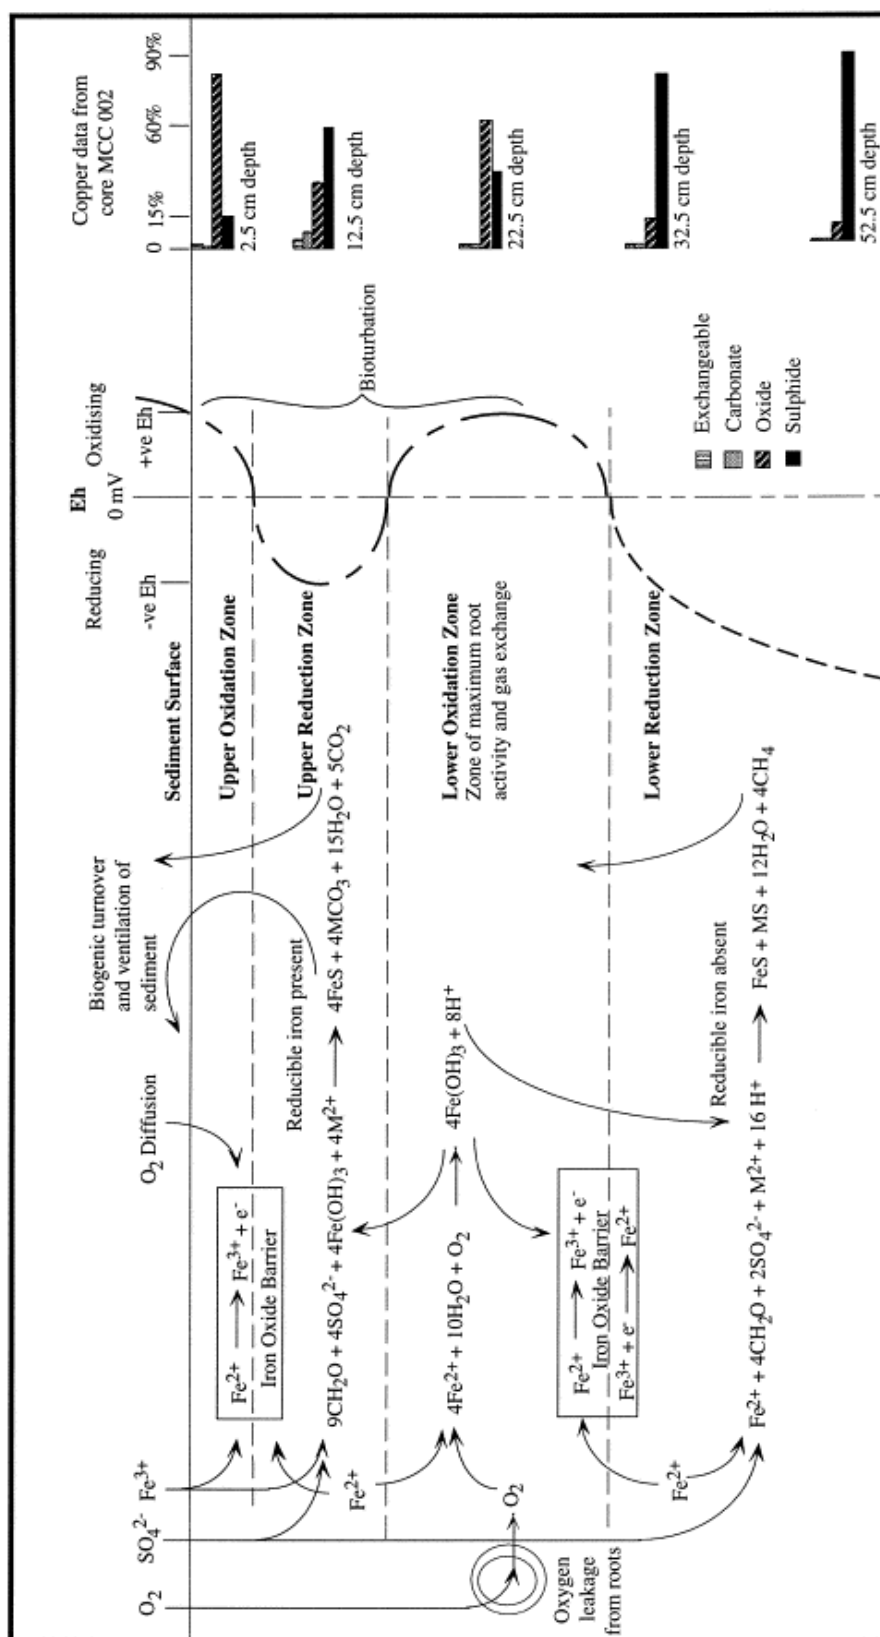 O2
SO4 2-
Fe3+
O2 Diffusion
Biogenic turnover
and ventilation of
sediment
Sediment Surface
Reducing
-ve Eh
Eh
0 mV
Oxidising
+ve Eh
Copper data from
core MCC 002
0
15%
60%
90%
Fe2+ → Fe3+ + e-
Iron Oxide Barrier
Upper Oxidation Zone
2.5 cm depth
Reducible iron present
9CH2O + 4SO4 2- + 4Fe(OH)3 + 4M2+ → 4FeS + 4MCO3 + 15H2O + 5CO2
Upper Reduction Zone
Bioturbation
12.5 cm depth
Fe2+
4Fe2+ + 10H2O + O2 → 4Fe(OH)3 + 8H+
Lower Oxidation Zone
Zone of maximum root
activity and gas exchange
22.5 cm depth
O2
Oxygen
leakage
from roots
Fe2+ → Fe3+ + e-
Iron Oxide Barrier
Fe3+ + e- → Fe2+
Lower Reduction Zone
32.5 cm depth
Fe2+
Reducible iron absent
Fe2+ + 4CH2O + 2SO4 2- + M2+ + 16 H+ → FeS + MS + 12H2O + 4CH4
Exchangeable
Carbonate
Oxide
Sulphide
52.5 cm depth